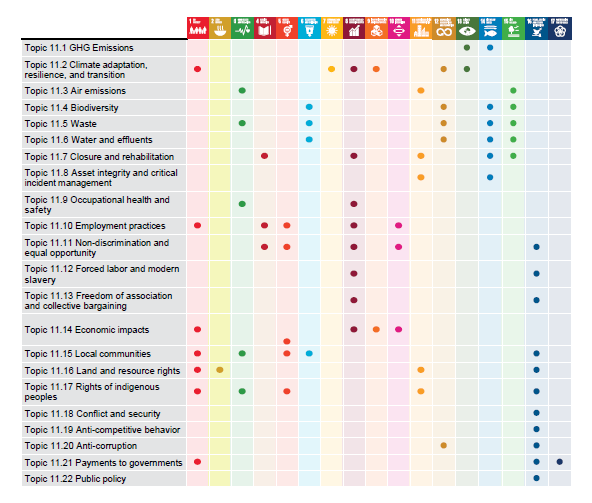 1
2
3
4
5
6
7
8
9
10
11
12
13
14
15
16
17
Topic 11.1 GHG Emissions
Topic 11.2 Climate adaptation,
resilience, and transition
Topic 11.3 Air emissions
Topic 11.4 Biodiversity
Topic 11.5 Waste
Topic 11.6 Water and effluents
Topic 11.7 Closure and rehabilitation
Topic 11.8 Asset integrity and critical
incident management
Topic 11.9 Occupational health and
safety
Topic 11.10 Employment practices
Topic 11.11 Non-discrimination and
equal opportunity
Topic 11.12 Forced labor and modern
slavery
Topic 11.13 Freedom of association
and collective bargaining
Topic 11.14 Economic impacts
Topic 11.15 Local communities
Topic 11.16 Land and resource rights
Topic 11.17 Rights of indigenous
peoples
Topic 11.18 Conflict and security
Topic 11.19 Anti-competitive behavior
Topic 11.20 Anti-corruption
Topic 11.21 Payments to governments
Topic 11.22 Public policy